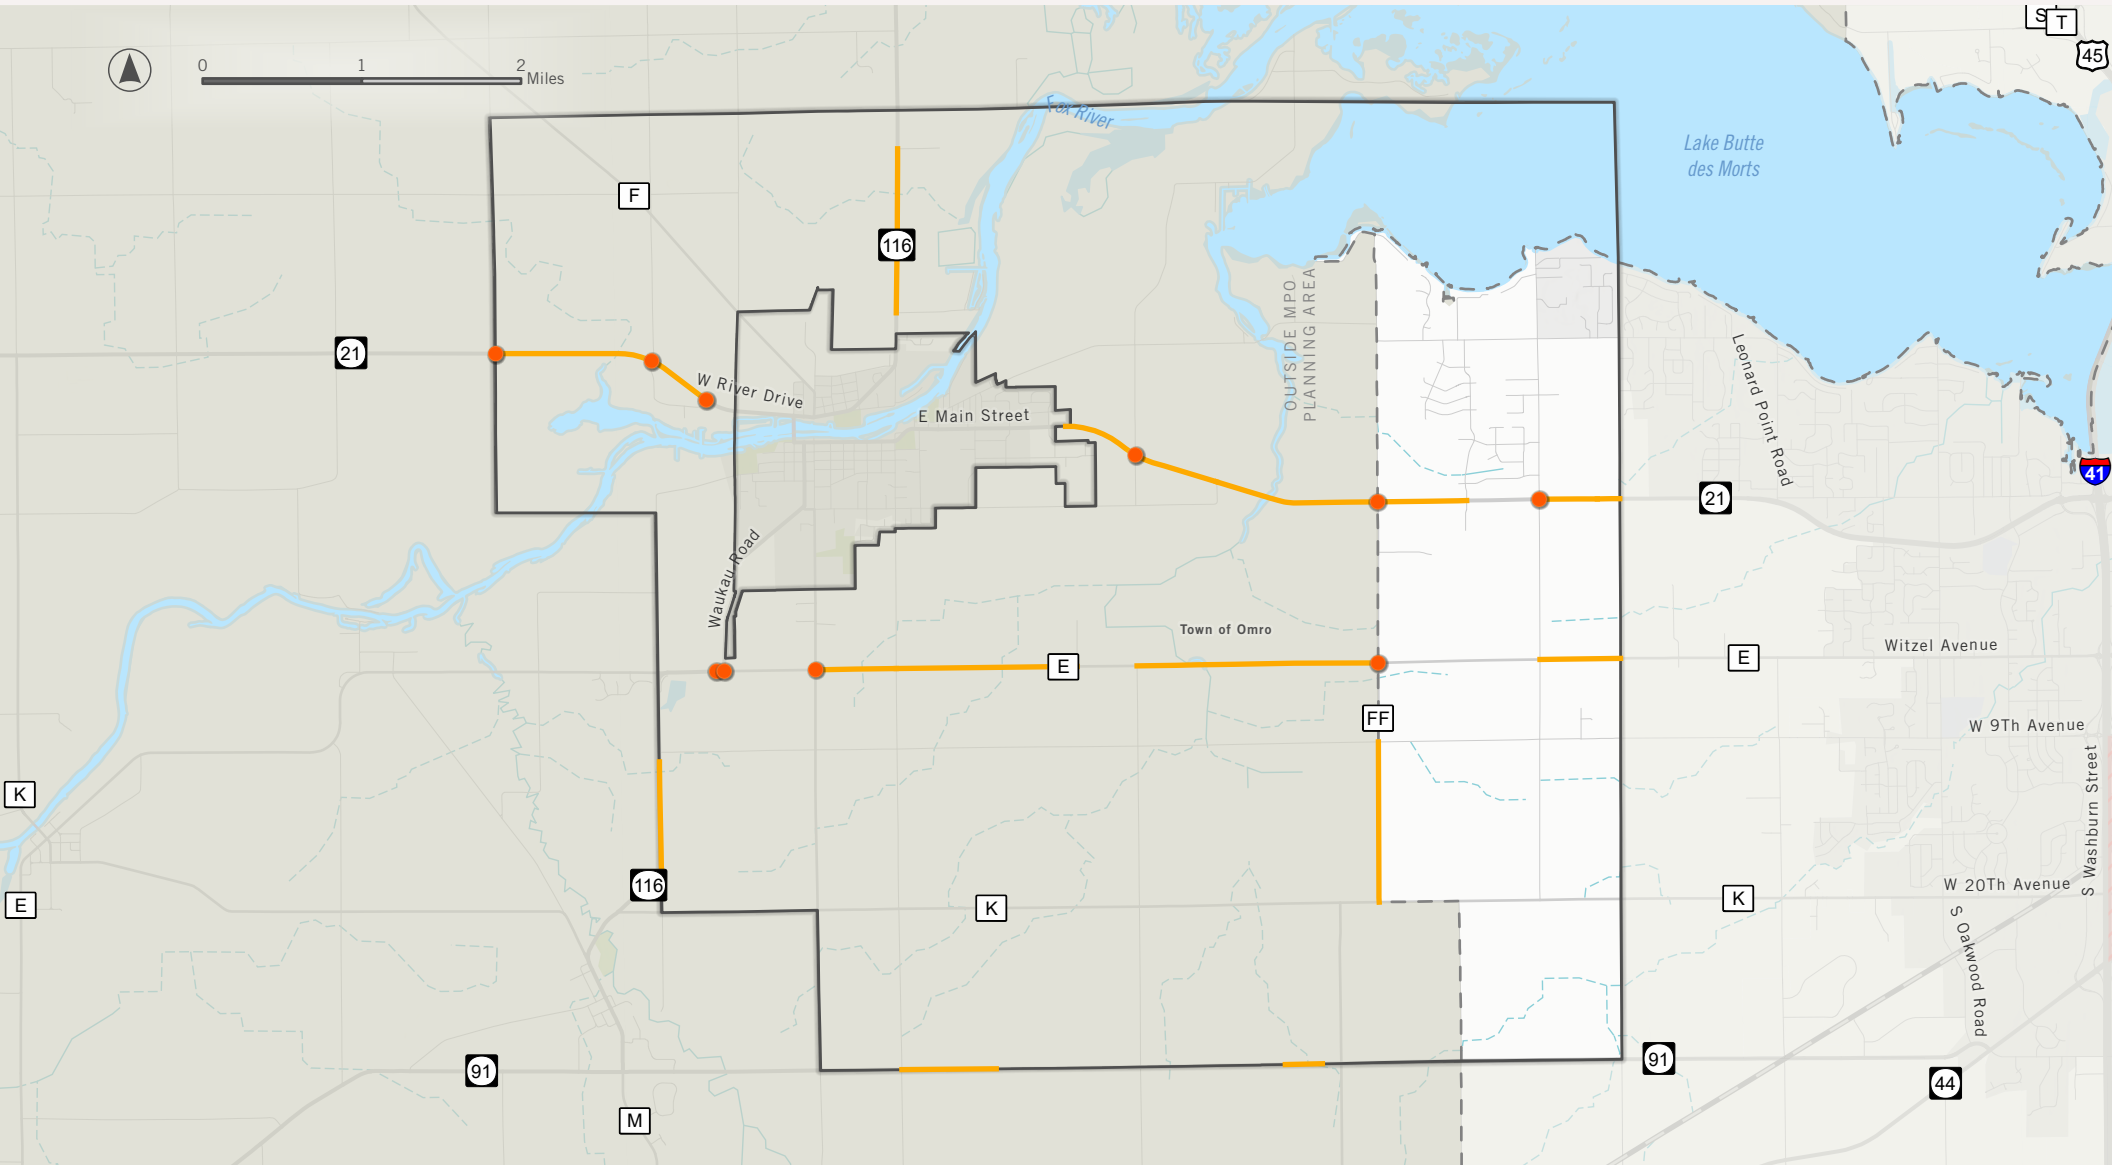 S
T
45
0 1 2
Miles
Fox River
Lake Butte
des Morts
F
116
21
W River Drive
E Main Street
OUTSIDE MPO
PLANNING AREA
Leonard Point Road
41
21
Waukau Road
Town of Omro
E
E
Witzel Avenue
FF
W 9Th Avenue
K
S Washburn Street
116
W 20Th Avenue
E
K
K
S Oakwood Road
91
91
44
M